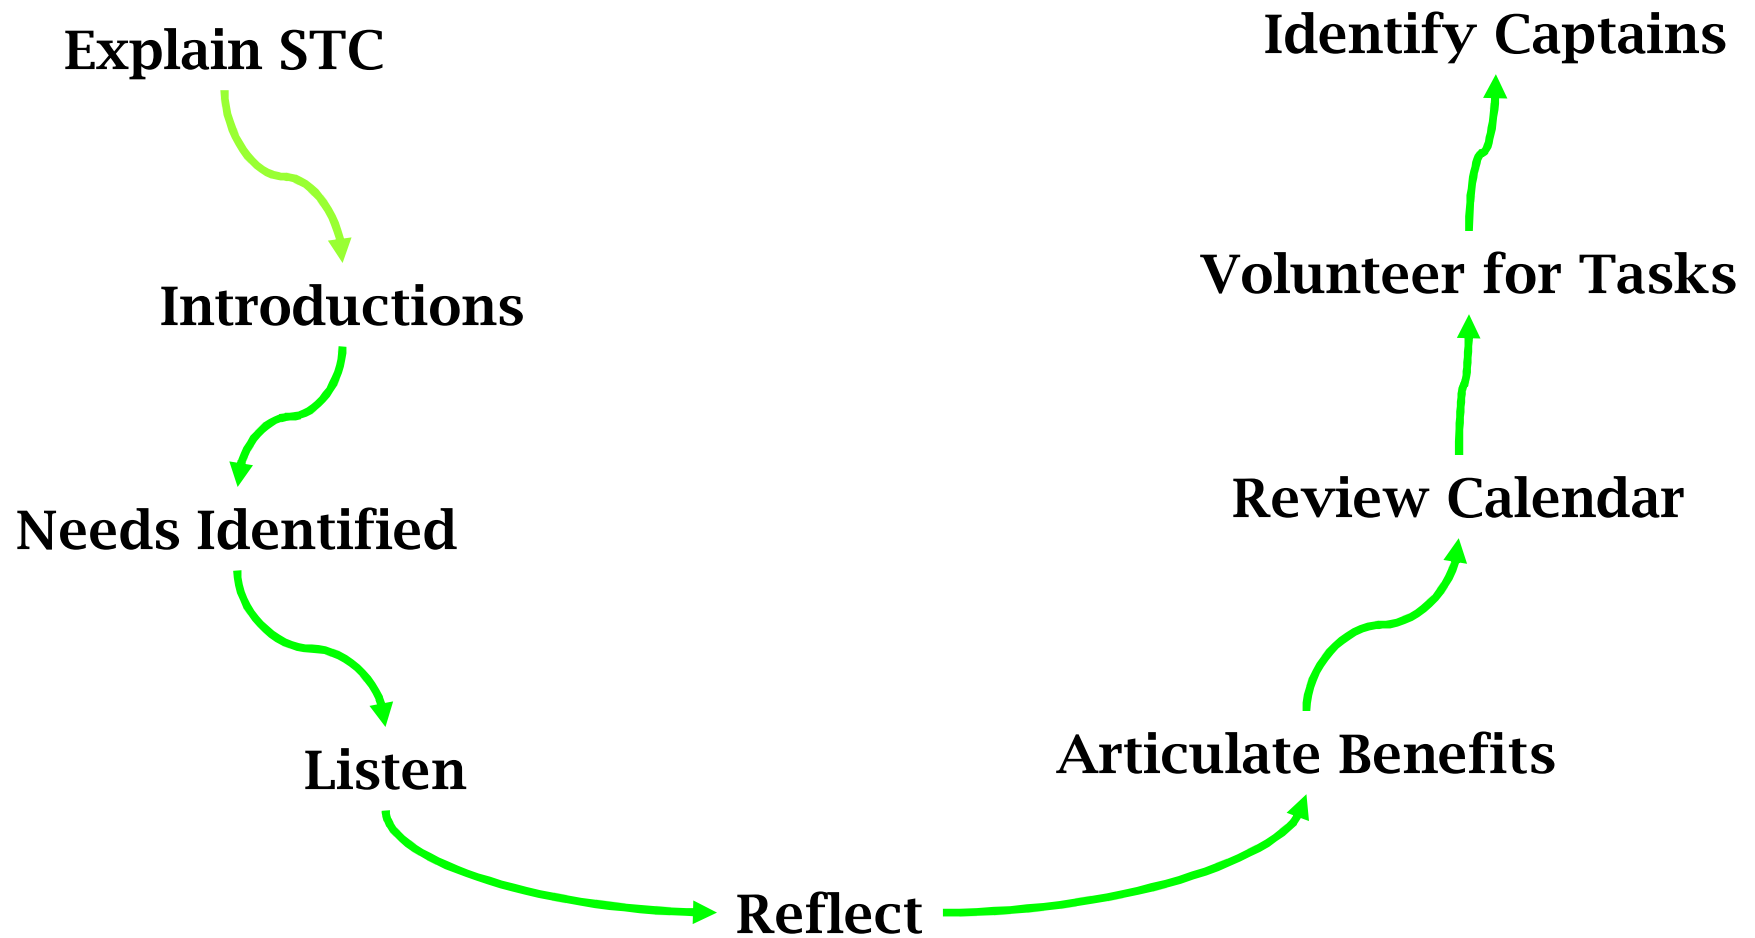 Explain STC
Introductions
Needs Identified
Listen
Reflect
Articulate Benefits
Review Calendar
Volunteer for Tasks
Identify Captains